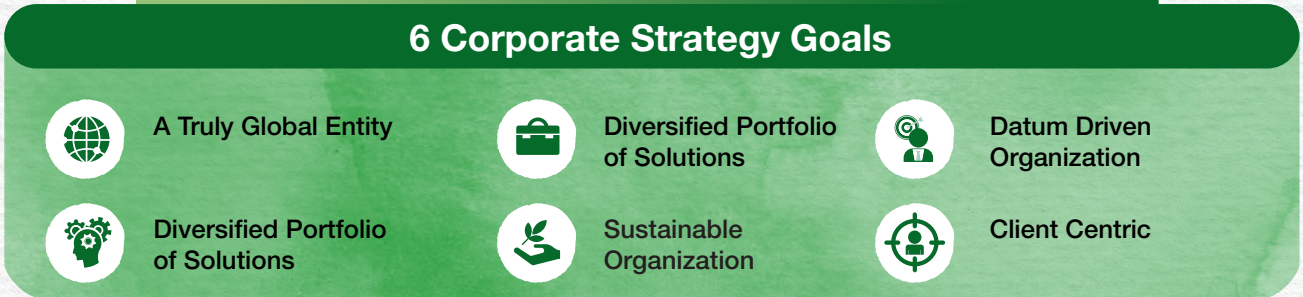 6 Corporate Strategy Goals
A Truly Global Entity
Diversified Portfolio
of Solutions
Datum Driven
Organization
Diversified Portfolio
of Solutions
Sustainable
Organization
Client Centric